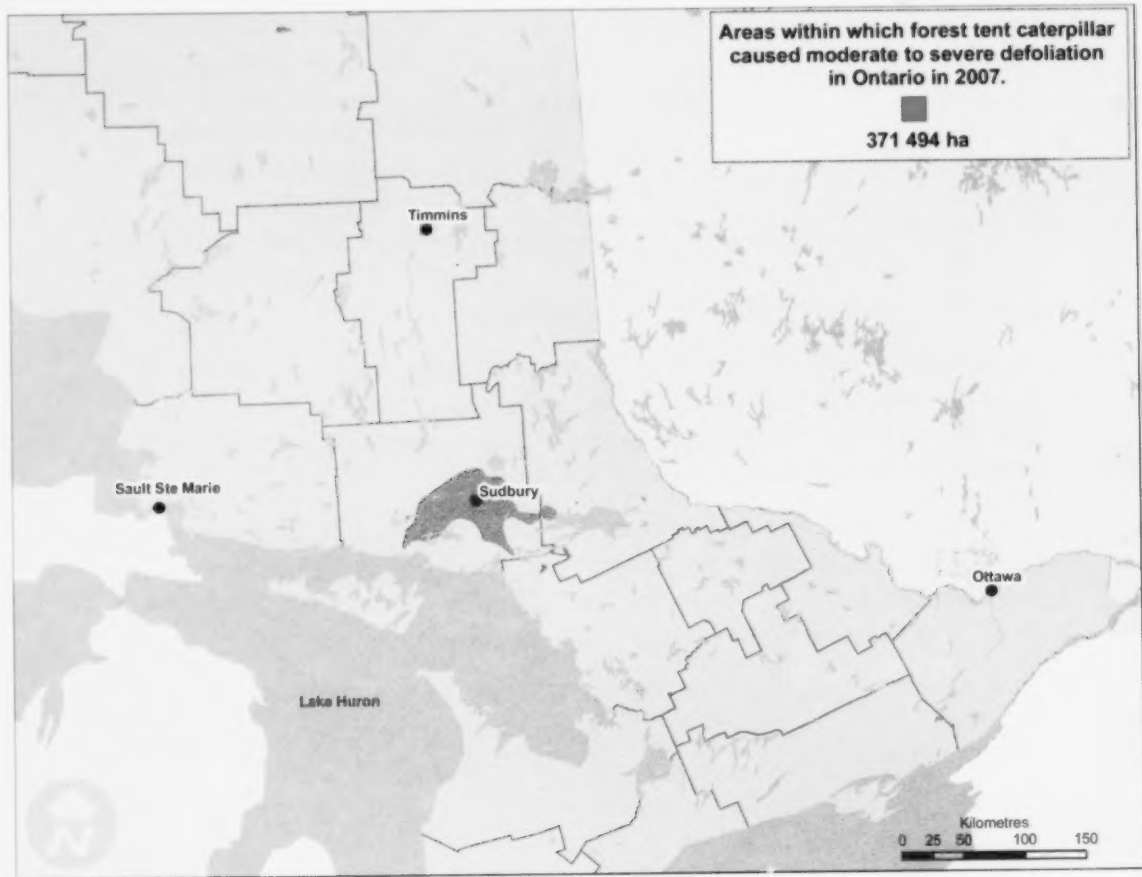 Areas within which forest tent caterpillar
caused moderate to severe defoliation
in Ontario in 2007.
371 494 ha
Timmins
Sault Ste Marie
Sudbury
Ottawa
Lake Huron
N
Kilometres
0 25 50 100 150